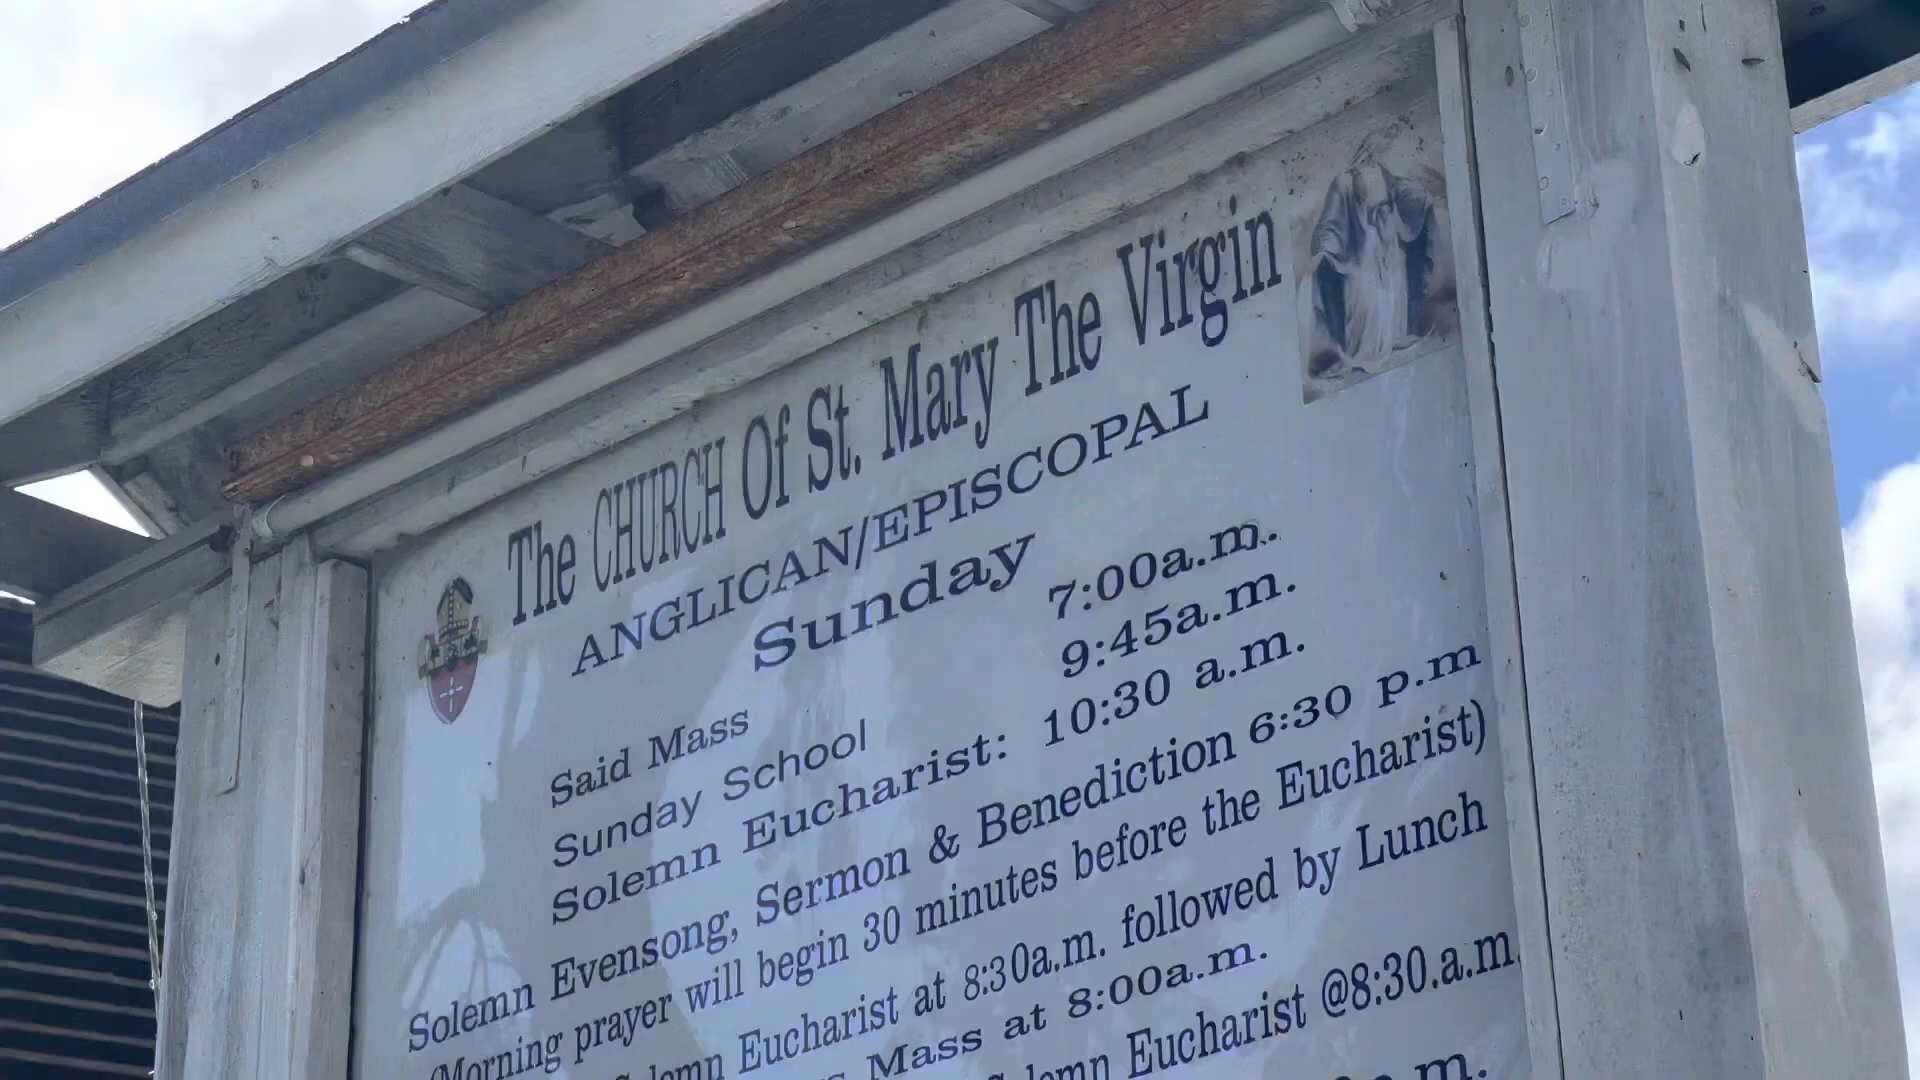 The CHURCH Of St. Mary The Virgin
ANGLICAN/EPISCOPAL
Sunday
Said Mass 7:00a.m.
Sunday School 9:45a.m.
Solemn Eucharist: 10:30 a.m.
Solemn Evensong, Sermon & Benediction 6:30 p.m
(Morning prayer will begin 30 minutes before the Eucharist)
Eucharist at 8:30a.m. followed by Lunch
Mass at 8:00a.m.
Eucharist @8:30.a.m.